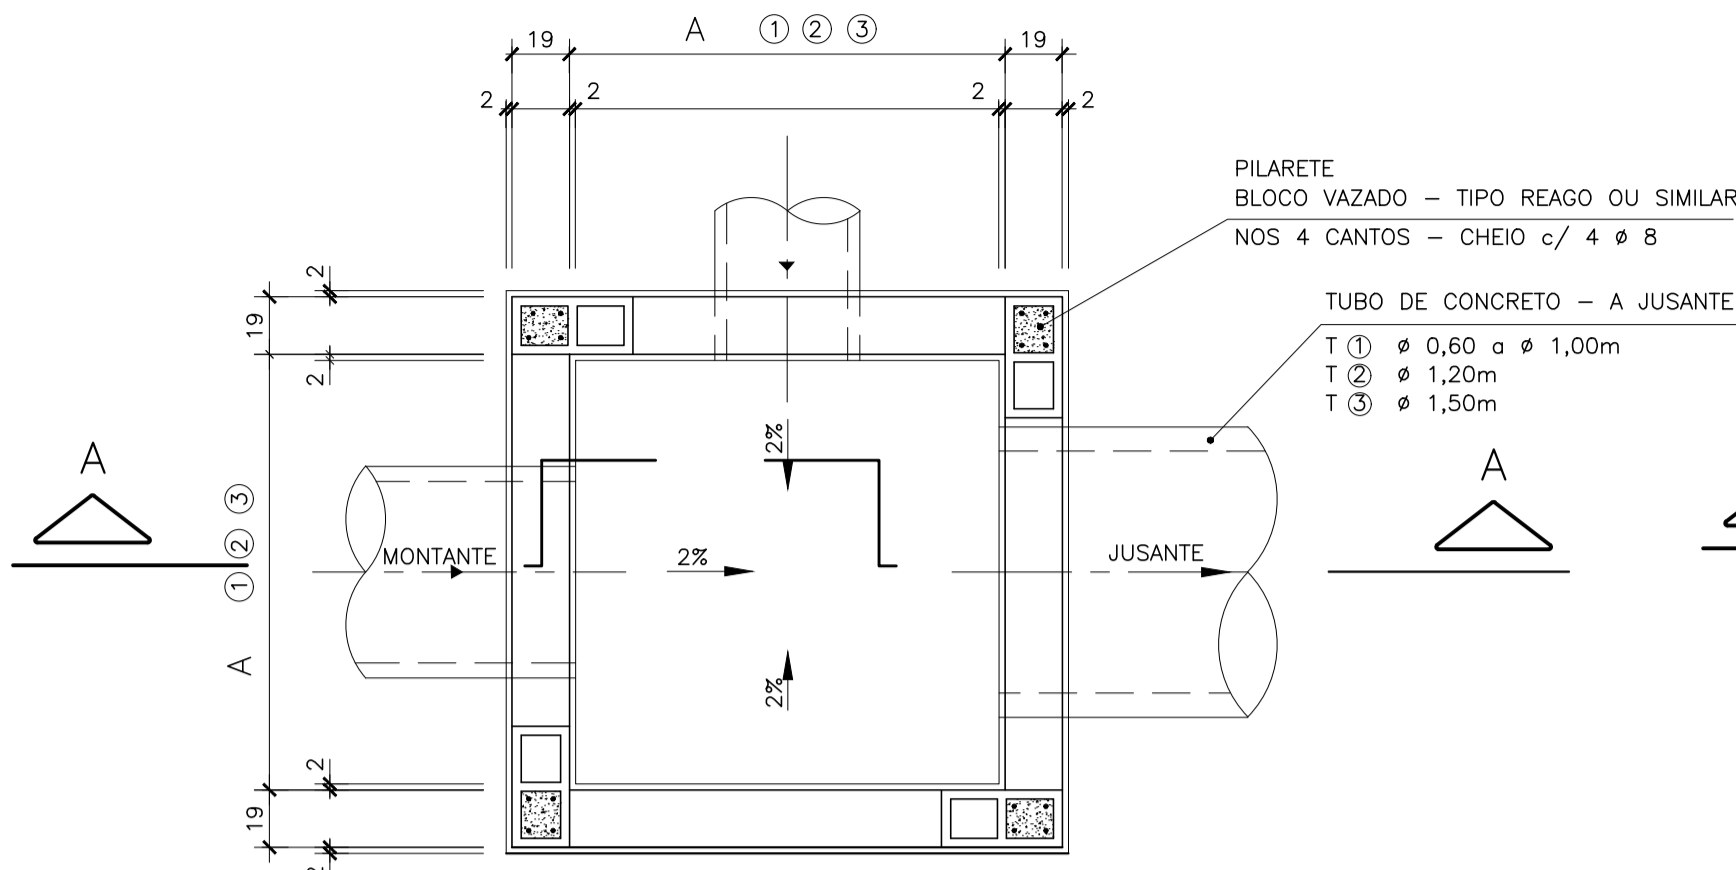 19 A ① ② ③ 19
2 2 2 2
PILARETE
BLOCO VAZADO – TIPO REAGO OU SIMILAR
NOS 4 CANTOS – CHEIO c/ 4 ø 8
TUBO DE CONCRETO – A JUSANTE
T ① ø 0,60 a ø 1,00m
T ② ø 1,20m
T ③ ø 1,50m
2
19
2
A ① ② ③
2
19
A
A
MONTANTE
2%
2%
2%
JUSANTE